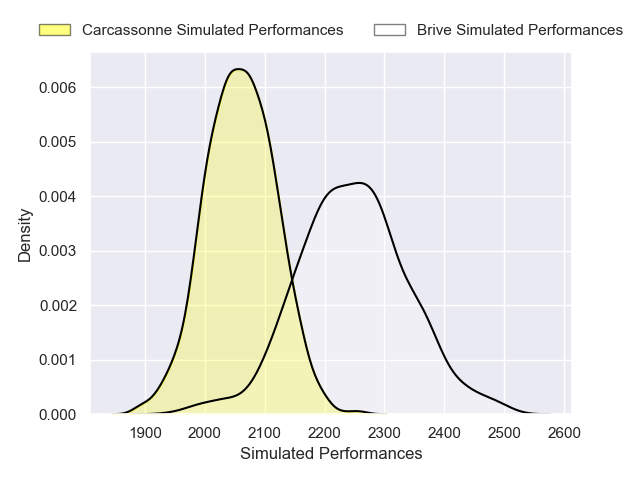 Carcassonne Simulated Performances
Brive Simulated Performances
0.006
0.005
0.004
0.003
0.002
0.001
0.000
Density
1900 2000 2100 2200 2300 2400 2500 2600
Simulated Performances